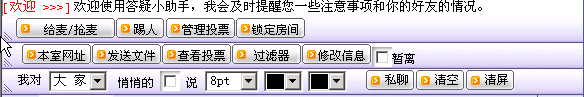 [欢迎 >>>] 欢迎使用答疑小助手，我会及时提醒您一些注意事项和你的好友的情况。
给麦/抢麦 踢人 管理投票 锁定房间
本室网址 发送文件 查看投票 过滤器 修改信息 暂离
我对 大 家 悄悄的 说 8pt 私聊 清空 清屏